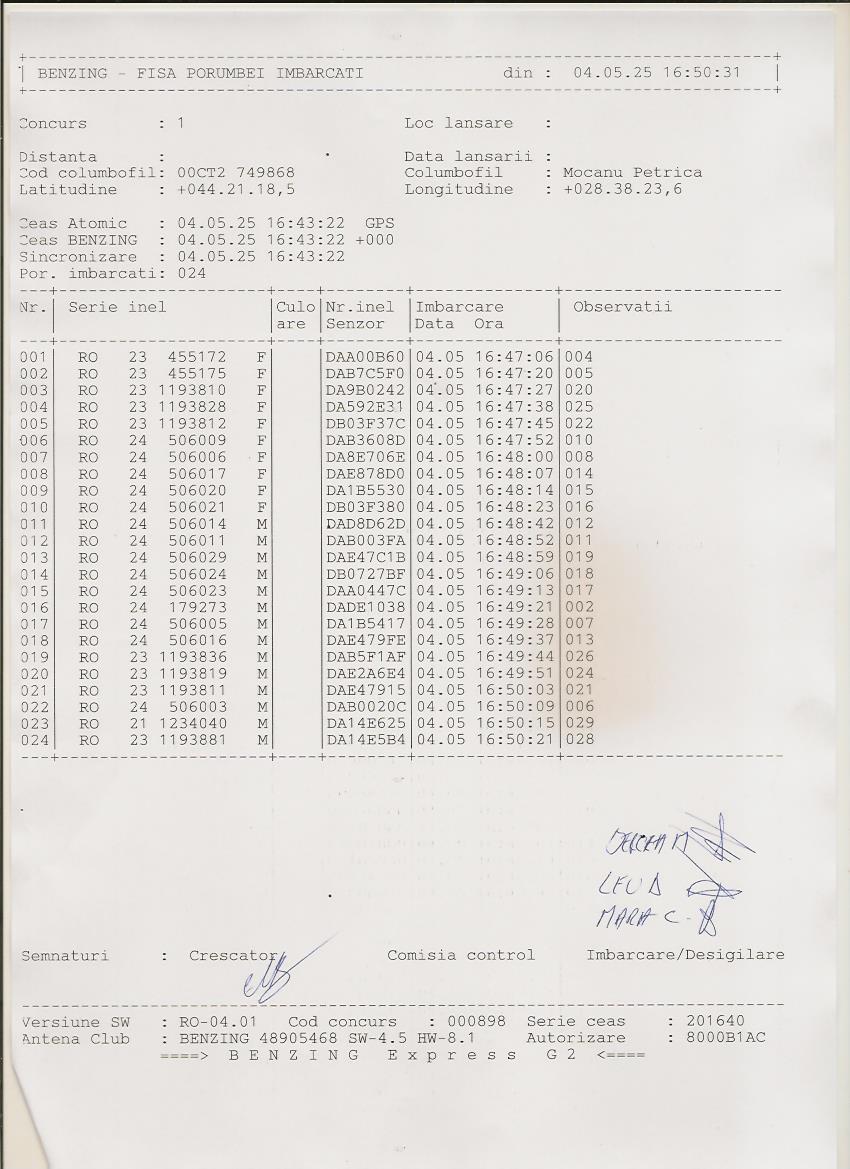 BENZING - FISA PORUMBEI IMBARCATI din : 04.05.25 16:50:31
Concurs : 1 Loc lansare :
Distanta : Data lansarii :
Cod columbofil: 00CT2 749868 Columbofil : Mocanu Petrica
Latitudine : +044.21.18,5 Longitudine : +028.38.23,6
Ceas Atomic : 04.05.25 16:43:22 GPS
Ceas BENZING : 04.05.25 16:43:22 +000
Sincronizare : 04.05.25 16:43:22
Por. imbarcati: 024
Nr. Serie inel Culo Nr.inel Imbarcare Observatii
are Senzor Data Ora
001 RO 23 455172 F DAA00B60 04.05 16:47:06 004
002 RO 23 455175 F DAB7C5F0 04.05 16:47:20 005
003 RO 23 1193810 F DA9B0242 04.05 16:47:27 020
004 RO 23 1193828 F DA592E31 04.05 16:47:38 025
005 RO 23 1193812 F DB03F37C 04.05 16:47:45 022
006 RO 24 506009 F DAB3608D 04.05 16:47:52 010
007 RO 24 506006 F DA8E706E 04.05 16:48:00 008
008 RO 24 506017 F DAE878D0 04.05 16:48:07 014
009 RO 24 506020 F DA1B5530 04.05 16:48:14 015
010 RO 24 506021 F DB03F380 04.05 16:48:23 016
011 RO 24 506014 M DAD8D62D 04.05 16:48:42 012
012 RO 24 506011 M DAB003FA 04.05 16:48:52 011
013 RO 24 506029 M DAE47C1B 04.05 16:48:59 019
014 RO 24 506024 M DB0727BF 04.05 16:49:06 018
015 RO 24 506023 M DAA0447C 04.05 16:49:13 017
016 RO 24 179273 M DADE1038 04.05 16:49:21 002
017 RO 24 506005 M DA1B5417 04.05 16:49:28 007
018 RO 24 506016 M DAE479FE 04.05 16:49:37 013
019 RO 23 1193836 M DAB5F1AF 04.05 16:49:44 026
020 RO 23 1193819 M DAE2A6E4 04.05 16:49:51 024
021 RO 23 1193811 M DAE47915 04.05 16:50:03 021
022 RO 24 506003 M DAB0020C 04.05 16:50:09 006
023 RO 21 1234040 M DA14E625 04.05 16:50:15 029
024 RO 23 1193881 M DA14E5B4 04.05 16:50:21 028
LEU A
MARIA C.
Semnaturi : Crescator Comisia control Imbarcare/Desigilare
Versiune SW : RO-04.01 Cod concurs : 000898 Serie ceas : 201640
Antena Club : BENZING 48905468 SW-4.5 HW-8.1 Autorizare : 8000B1AC
====> B E N Z I N G E x p r e s s G 2 <====